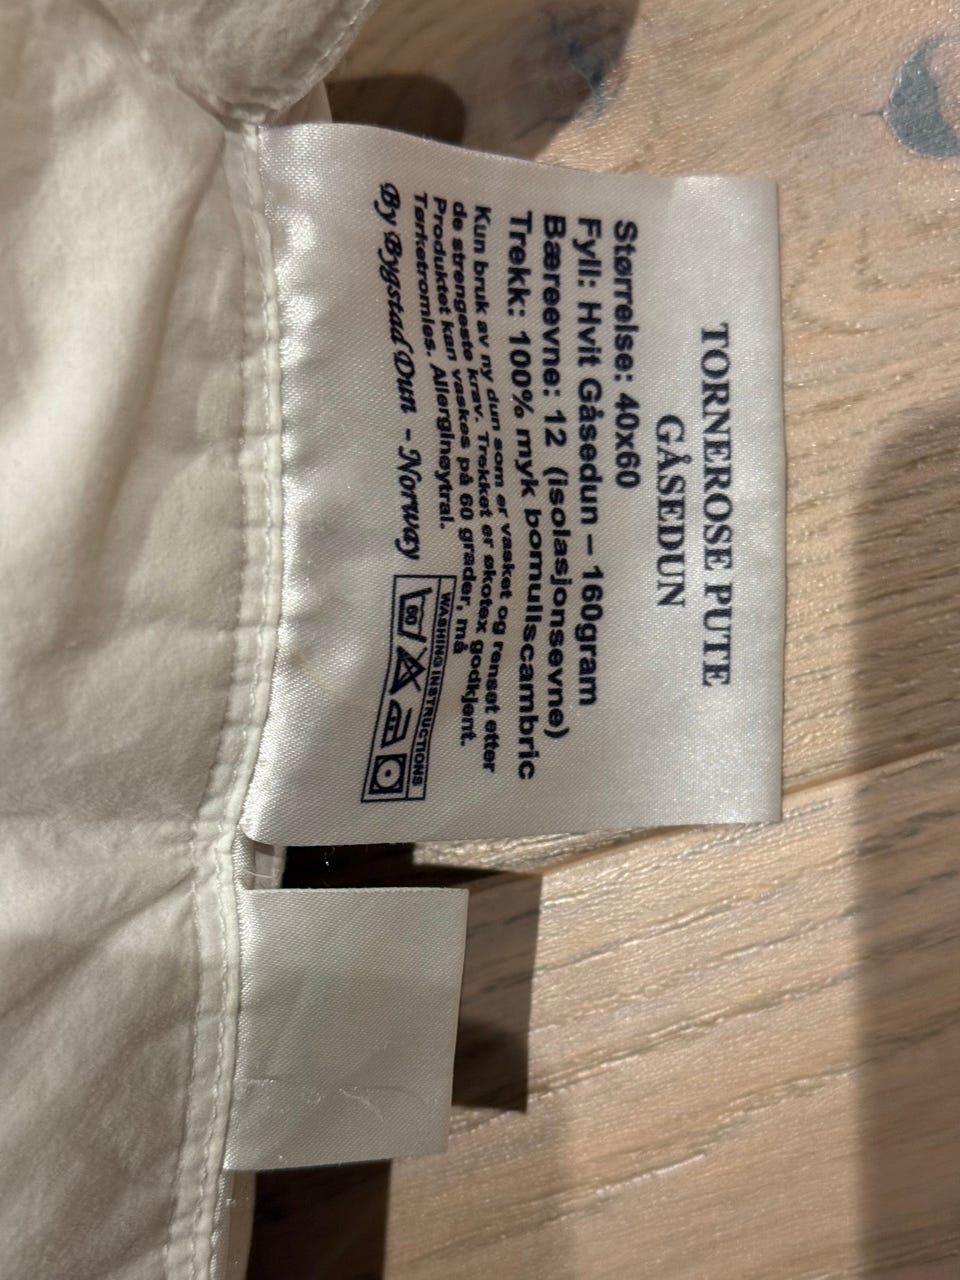 TORNEROSE PUTE
GÅSEDUN
Størrelse: 40x60
Fyll: Hvit Gåsedun – 160gram
Bæreevne: 12 (isolasjonsevne)
Trekk: 100% myk bomullscambric
Kun bruk av ny dun som er vasket og renset etter
de strengeste krav. Trekket er økotex godkjent.
Produktet kan vaskes på 60 grader, må
Tørketromles. Allerginøytral.
By Bygstad Dun - Norway
WASHING INSTRUCTIONS
60